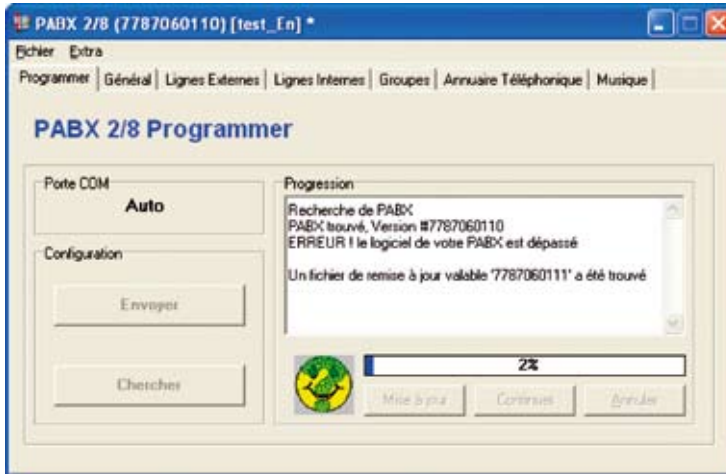 PABX 2/8 (7787060110) [test_En] *
Fichier Extra
Programmer Général Lignes Externes Lignes Internes Groupes Annuaire Téléphonique Musique
PABX 2/8 Programmer
Porte COM
Auto
Configuration
Envoyer
Chercher
Progression
Recherche de PABX
PABX trouvé, Version #7787060110
ERREUR ! le logiciel de votre PABX est dépassé
Un fichier de remise à jour valable '7787060111' a été trouvé
2%
Mise à jour Continuer Annuler